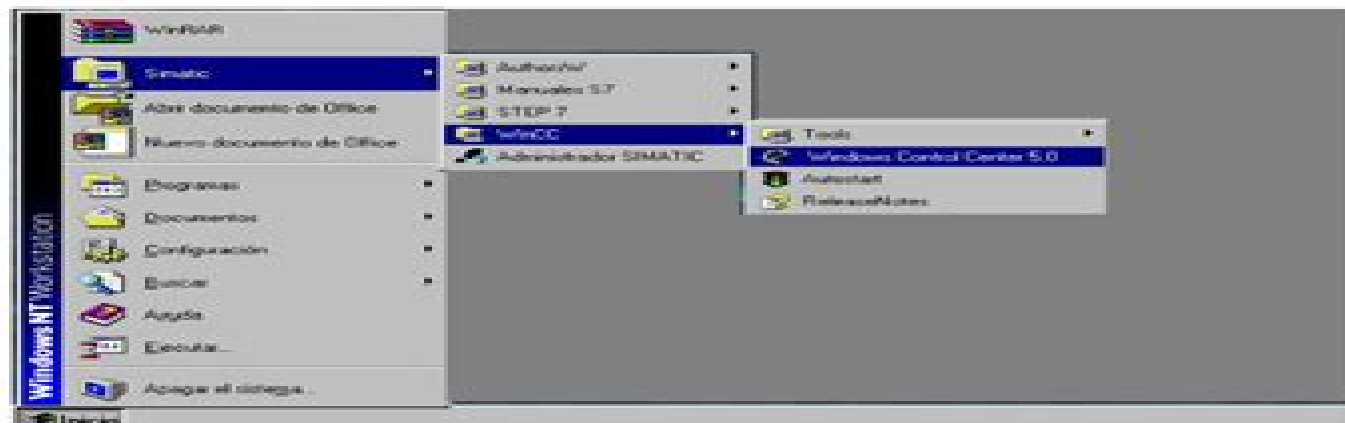 WinRAR
Simatic
Abrir documento de Office
Nuevo documento de Office
Programas
Documentos
Configuración
Buscar
Ayuda
Ejecutar...
Apagar el sistema...
Windows NT Workstation
Inicio
AuthorsW
Manuales S7
STEP 7
WinCC
Administrador SIMATIC
Tools
Windows Control Center 5.0
Autostart
ReleaseNotes